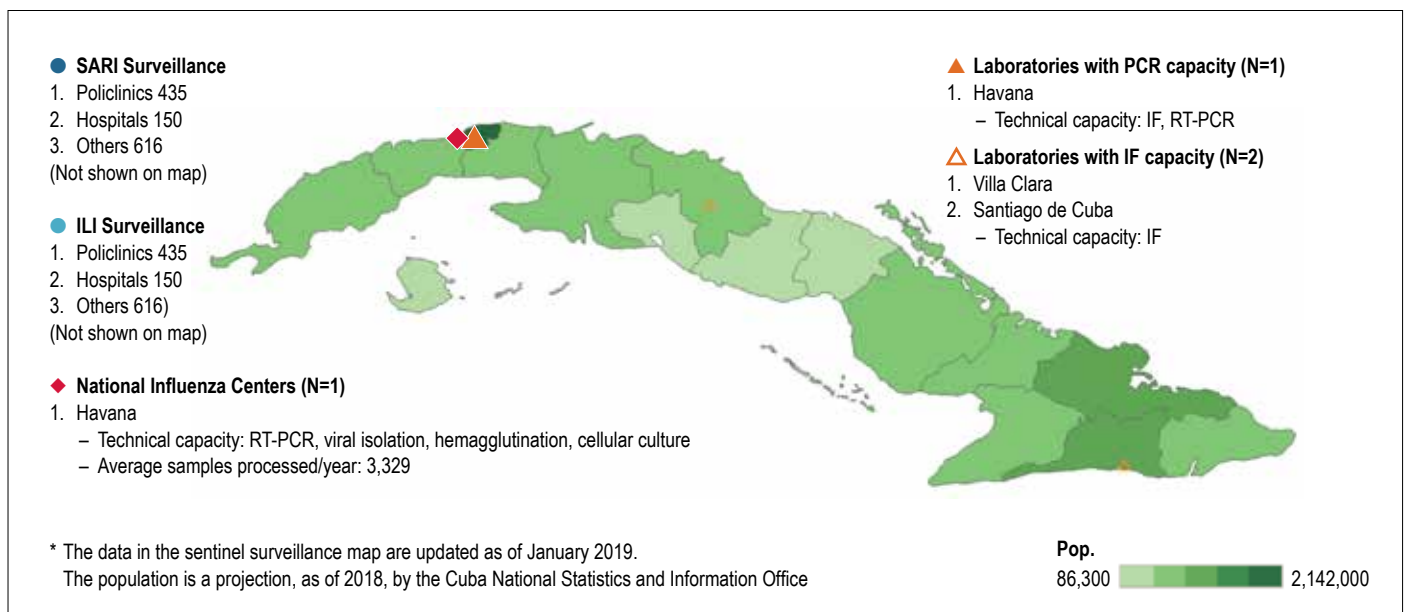 SARI Surveillance
1. Policlinics 435
2. Hospitals 150
3. Others 616
(Not shown on map)
ILI Surveillance
1. Policlinics 435
2. Hospitals 150
3. Others 616)
(Not shown on map)
National Influenza Centers (N=1)
1. Havana
– Technical capacity: RT-PCR, viral isolation, hemagglutination, cellular culture
– Average samples processed/year: 3,329
Laboratories with PCR capacity (N=1)
1. Havana
– Technical capacity: IF, RT-PCR
Laboratories with IF capacity (N=2)
1. Villa Clara
2. Santiago de Cuba
– Technical capacity: IF
* The data in the sentinel surveillance map are updated as of January 2019.
The population is a projection, as of 2018, by the Cuba National Statistics and Information Office
Pop.
86,300 2,142,000